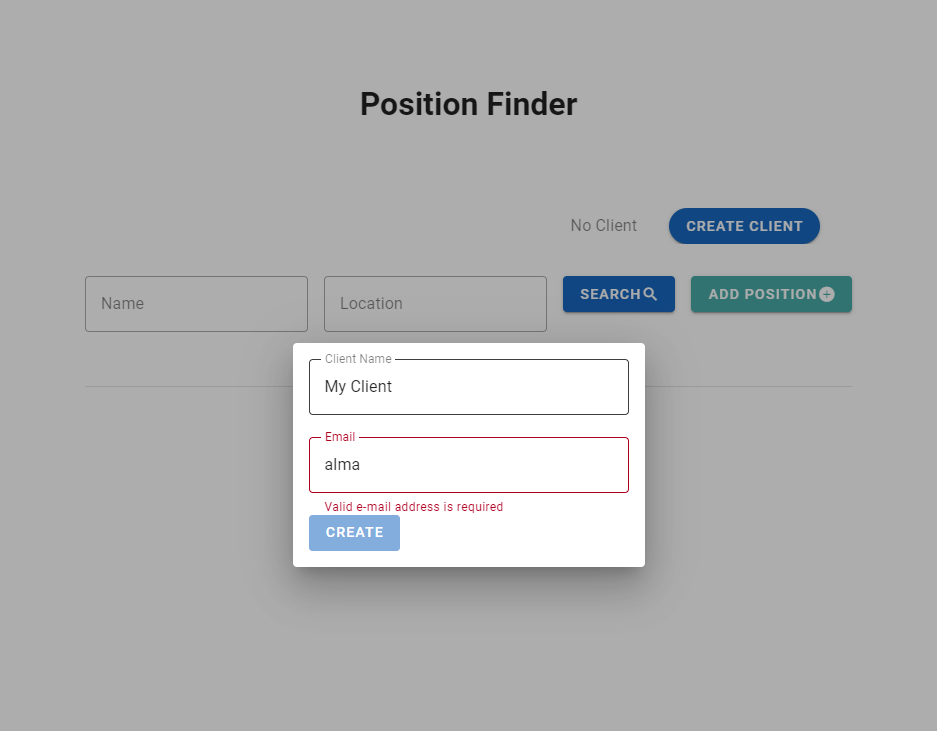 Position Finder
No Client
CREATE CLIENT
Name
Location
SEARCH
ADD POSITION
Client Name
My Client
Email
alma
Valid e-mail address is required
CREATE